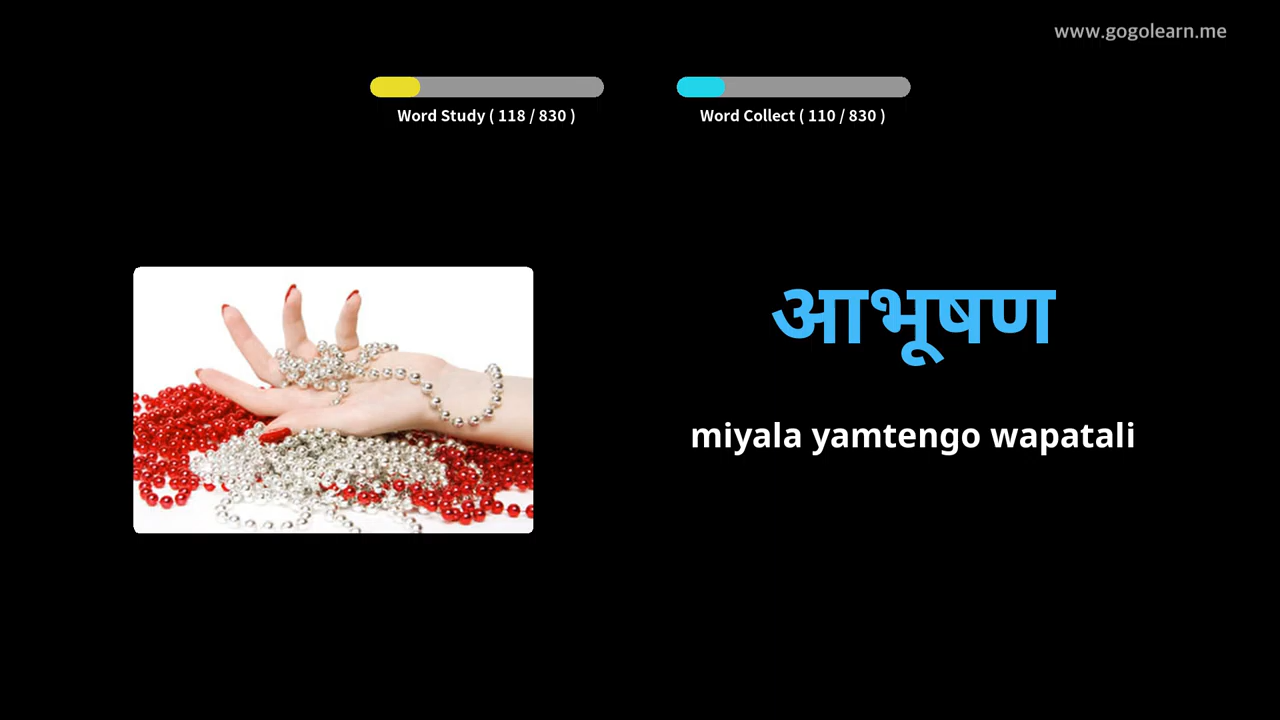 www.gogolearn.me
Word Study ( 118 / 830 )
Word Collect ( 110 / 830 )
आभूषण
miyala yamtengo wapatali